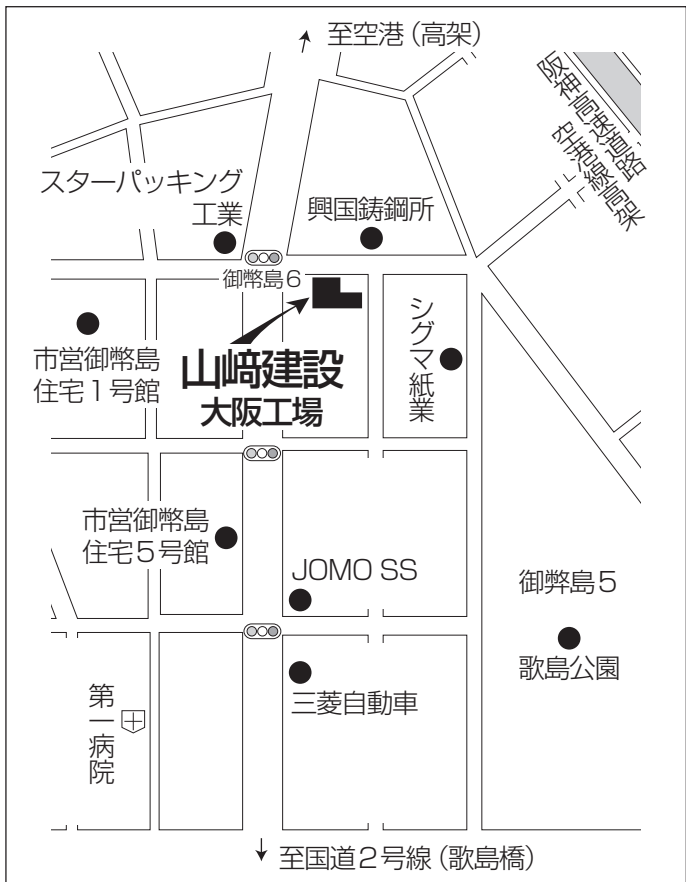 至空港（高架）
阪神高速道路
空港線高架
スターパッキング
工業
興国鋳鋼所
御幣島６
シグマ紙業
市営御幣島
住宅１号館
山﨑建設
大阪工場
市営御幣島
住宅５号館
JOMO SS
御弊島５
歌島公園
三菱自動車
第一病院
至国道２号線（歌島橋）